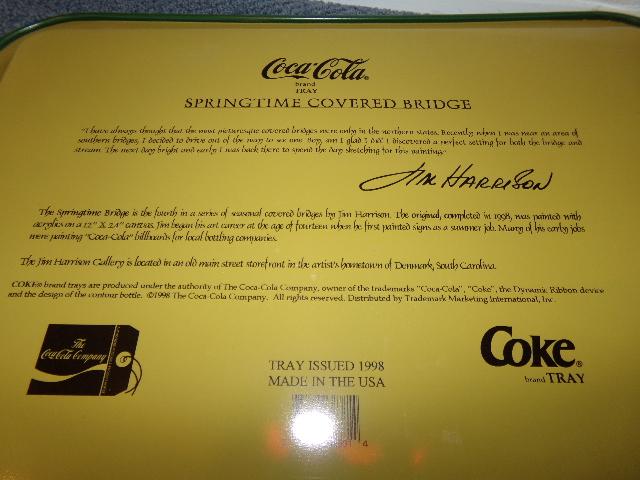 Coca-Cola®
brand
TRAY
SPRINGTIME COVERED BRIDGE
"I have always thought that the most picturesque covered bridges were only in the northern states. Recently when I was near an area of
southern bridges, I decided to drive out of the way to see one. Boy, am I glad I did! I discovered a perfect setting for both the bridge and
stream. The next day bright and early I was back there to spend the day sketching for this painting."
Jim Harrison
The Springtime Bridge is the fourth in a series of seasonal covered bridges by Jim Harrison. The original, completed in 1998, was painted with
acrylics on a 12" X 24" canvas. Jim began his art career at the age of fourteen when he first painted signs as a summer job. Many of his early jobs
were painting "Coca-Cola" billboards for local bottling companies.
The Jim Harrison Gallery is located in an old main street storefront in the artist's hometown of Denmark, South Carolina.
COKE® brand trays are produced under the authority of The Coca-Cola Company, owner of the trademarks "Coca-Cola", "Coke", the Dynamic Ribbon device
and the design of the contour bottle. ©1998 The Coca-Cola Company. All rights reserved. Distributed by Trademark Marketing International, Inc.
The
Coca-Cola Company
Coke®
brand TRAY
TRAY ISSUED 1998
MADE IN THE USA
4